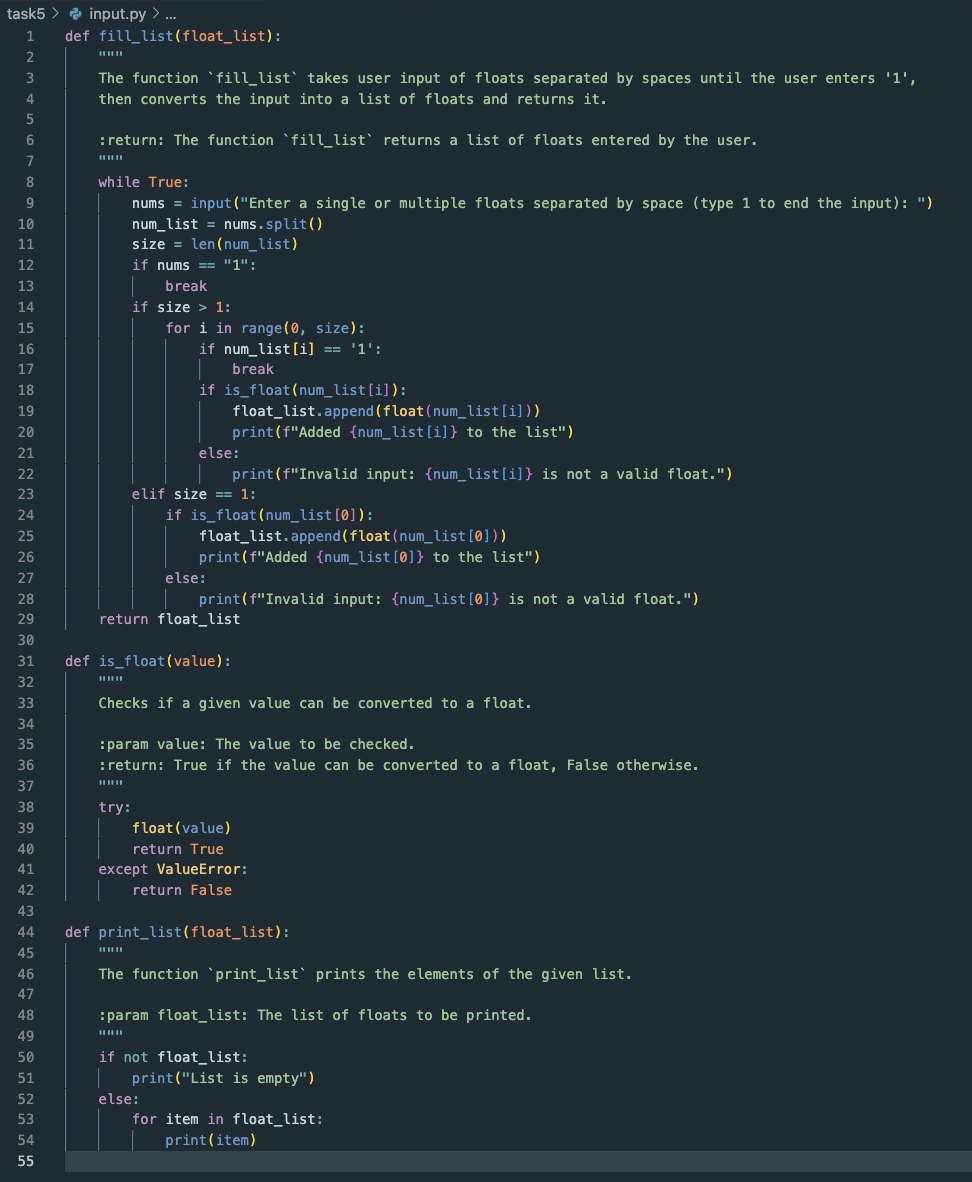 task5 > input.py > ...
1 def fill_list(float_list):
2     """
3     The function `fill_list` takes user input of floats separated by spaces until the user enters '1',
4     then converts the input into a list of floats and returns it.
5
6     :return: The function `fill_list` returns a list of floats entered by the user.
7     """
8     while True:
9         nums = input("Enter a single or multiple floats separated by space (type 1 to end the input): ")
10         num_list = nums.split()
11         size = len(num_list)
12         if nums == "1":
13             break
14         if size > 1:
15             for i in range(0, size):
16                 if num_list[i] == '1':
17                     break
18                 if is_float(num_list[i]):
19                     float_list.append(float(num_list[i]))
20                     print(f"Added {num_list[i]} to the list")
21                 else:
22                     print(f"Invalid input: {num_list[i]} is not a valid float.")
23         elif size == 1:
24             if is_float(num_list[0]):
25                 float_list.append(float(num_list[0]))
26                 print(f"Added {num_list[0]} to the list")
27             else:
28                 print(f"Invalid input: {num_list[0]} is not a valid float.")
29     return float_list
30
31 def is_float(value):
32     """
33     Checks if a given value can be converted to a float.
34
35     :param value: The value to be checked.
36     :return: True if the value can be converted to a float, False otherwise.
37     """
38     try:
39         float(value)
40         return True
41     except ValueError:
42         return False
43
44 def print_list(float_list):
45     """
46     The function `print_list` prints the elements of the given list.
47
48     :param float_list: The list of floats to be printed.
49     """
50     if not float_list:
51         print("List is empty")
52     else:
53         for item in float_list:
54             print(item)
55